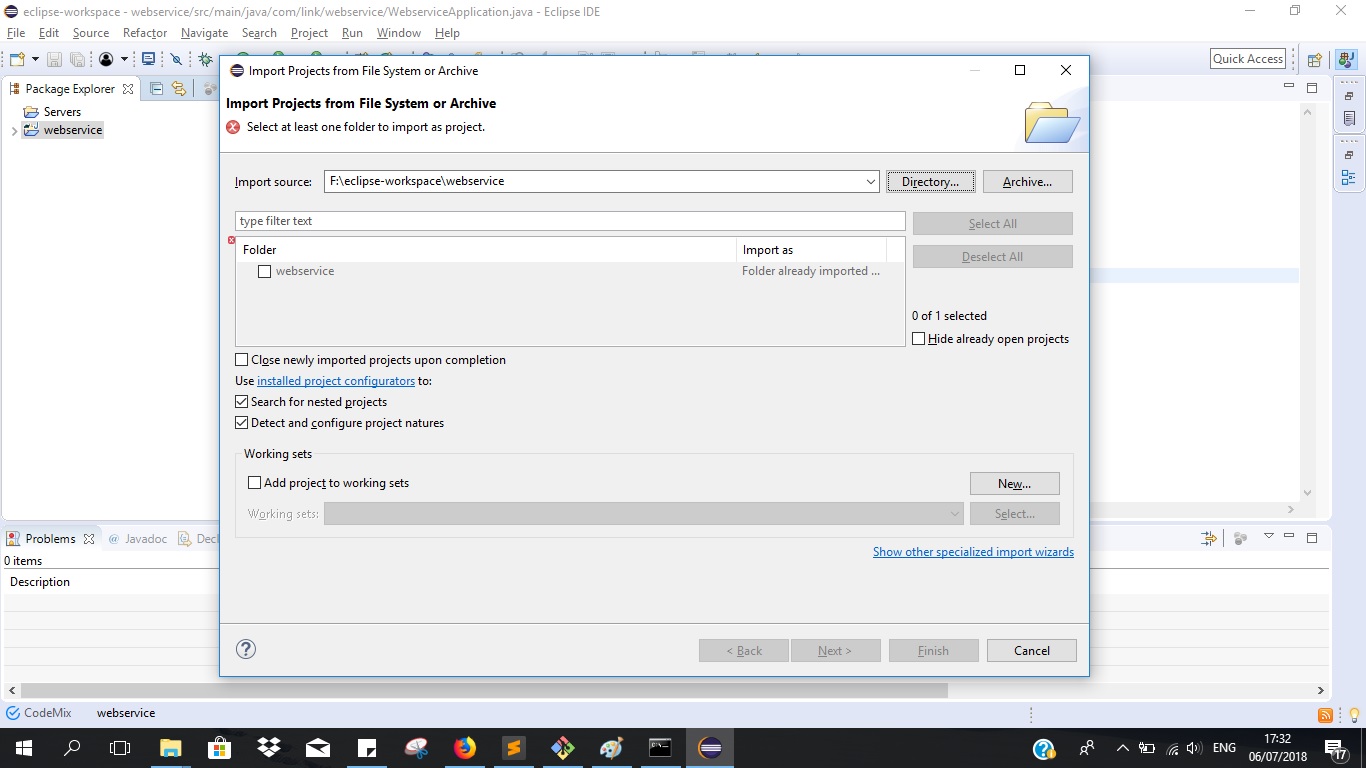 eclipse-workspace - webservice/src/main/java/com/link/webservice/WebserviceApplication.java - Eclipse IDE
File Edit Source Refactor Navigate Search Project Run Window Help
Quick Access
Package Explorer
Servers
webservice
Import Projects from File System or Archive
Import Projects from File System or Archive
Select at least one folder to import as project.
Import source: F:\eclipse-workspace\webservice Directory... Archive...
type filter text
Select All
Folder Import as
Deselect All
webservice Folder already imported ...
0 of 1 selected
Hide already open projects
Close newly imported projects upon completion
Use installed project configurators to:
Search for nested projects
Detect and configure project natures
Working sets
Add project to working sets New...
Working sets: Select...
Show other specialized import wizards
< Back Next > Finish Cancel
Problems @ Javadoc Decl
0 items
Description
CodeMix webservice
ENG
17:32
06/07/2018
17